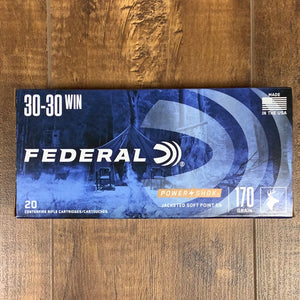 30-30 WIN
MADE
IN THE USA
FEDERAL
POWER SHOK
JACKETED SOFT POINT RN
20
CENTERFIRE RIFLE CARTRIDGES/CARTOUCHES
170
GRAIN